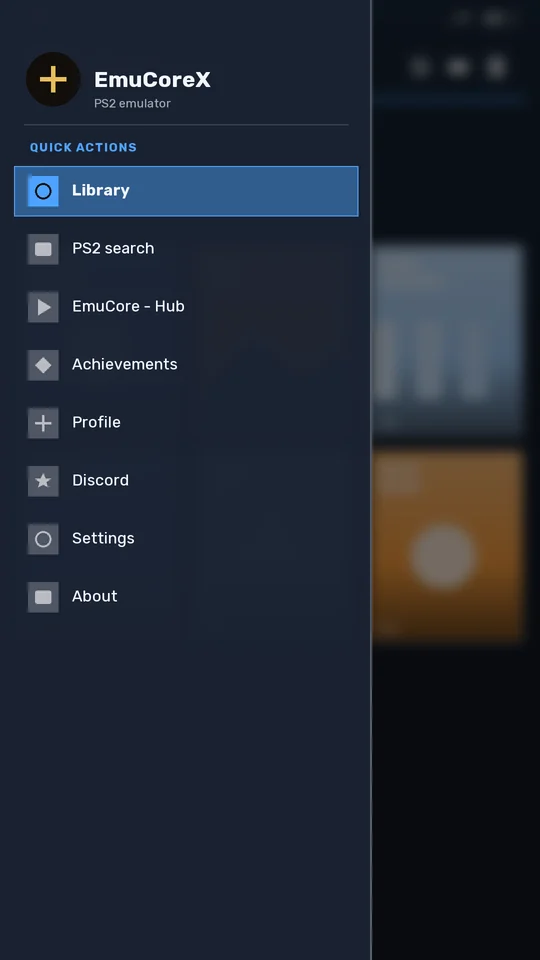 EmuCoreX
PS2 emulator
QUICK ACTIONS
Library
PS2 search
EmuCore - Hub
Achievements
Profile
Discord
Settings
About